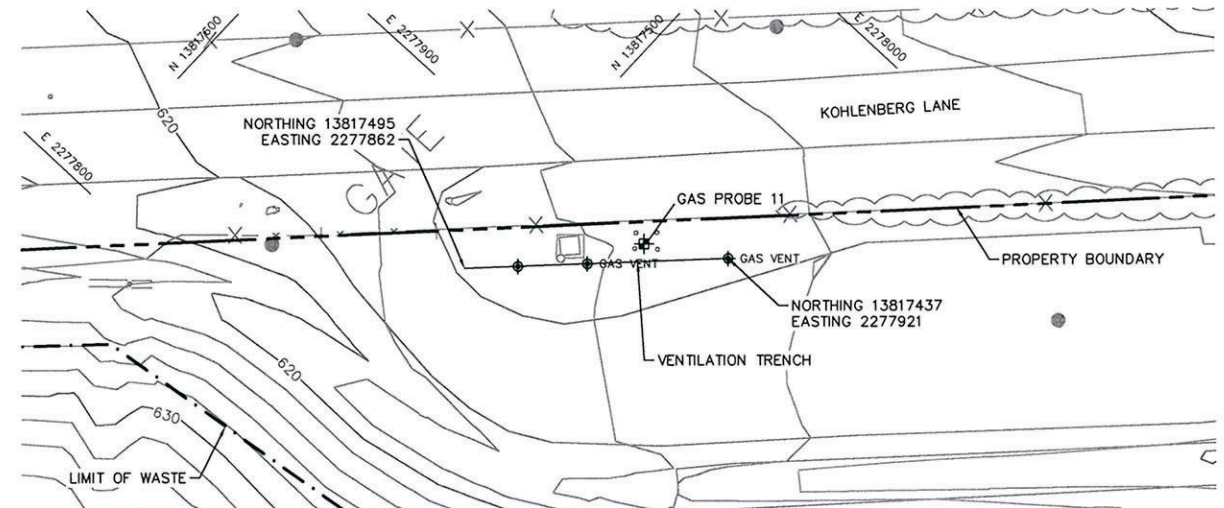 N 13817600
E 2277900
N 13817500
E 2278000
KOHLENBERG LANE
620
NORTHING 13817495
EASTING 2277862
E 2277800
GATE
GAS PROBE 11
GAS VENT
GAS VENT
PROPERTY BOUNDARY
NORTHING 13817437
EASTING 2277921
VENTILATION TRENCH
620
630
LIMIT OF WASTE